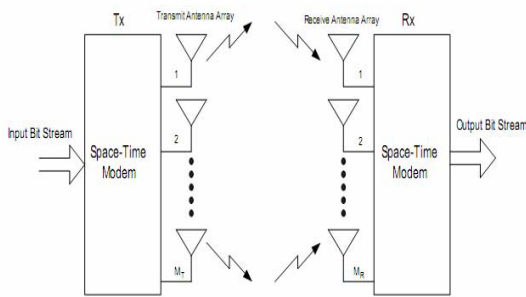 Tx
Transmit Antenna Array
Receive Antenna Array
Rx
1
1
2
2
Input Bit Stream
Output Bit Stream
Space-Time
Modem
Space-Time
Modem
M_T
M_R